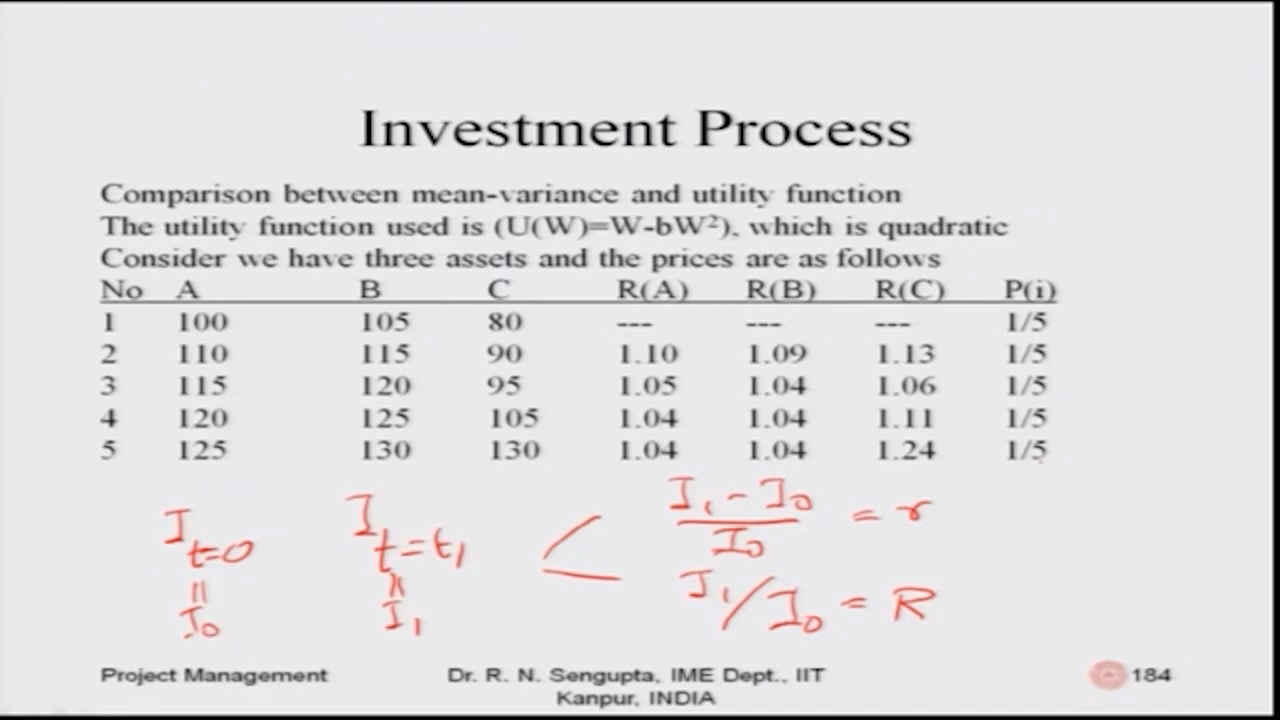 Investment Process
Comparison between mean-variance and utility function
The utility function used is (U(W)=W-bW²), which is quadratic
Consider we have three assets and the prices are as follows
No A B C R(A) R(B) R(C) P(i)
1 100 105 80 --- --- --- 1/5
2 110 115 90 1.10 1.09 1.13 1/5
3 115 120 95 1.05 1.04 1.06 1/5
4 120 125 105 1.04 1.04 1.11 1/5
5 125 130 130 1.04 1.04 1.24 1/5
I t=0 I t=t₁ < I₁ - I₀ / I₀ = r
= I₀ = I₁ I₁/I₀ = R
Project Management Dr. R. N. Sengupta, IME Dept., IIT 184
Kanpur, INDIA